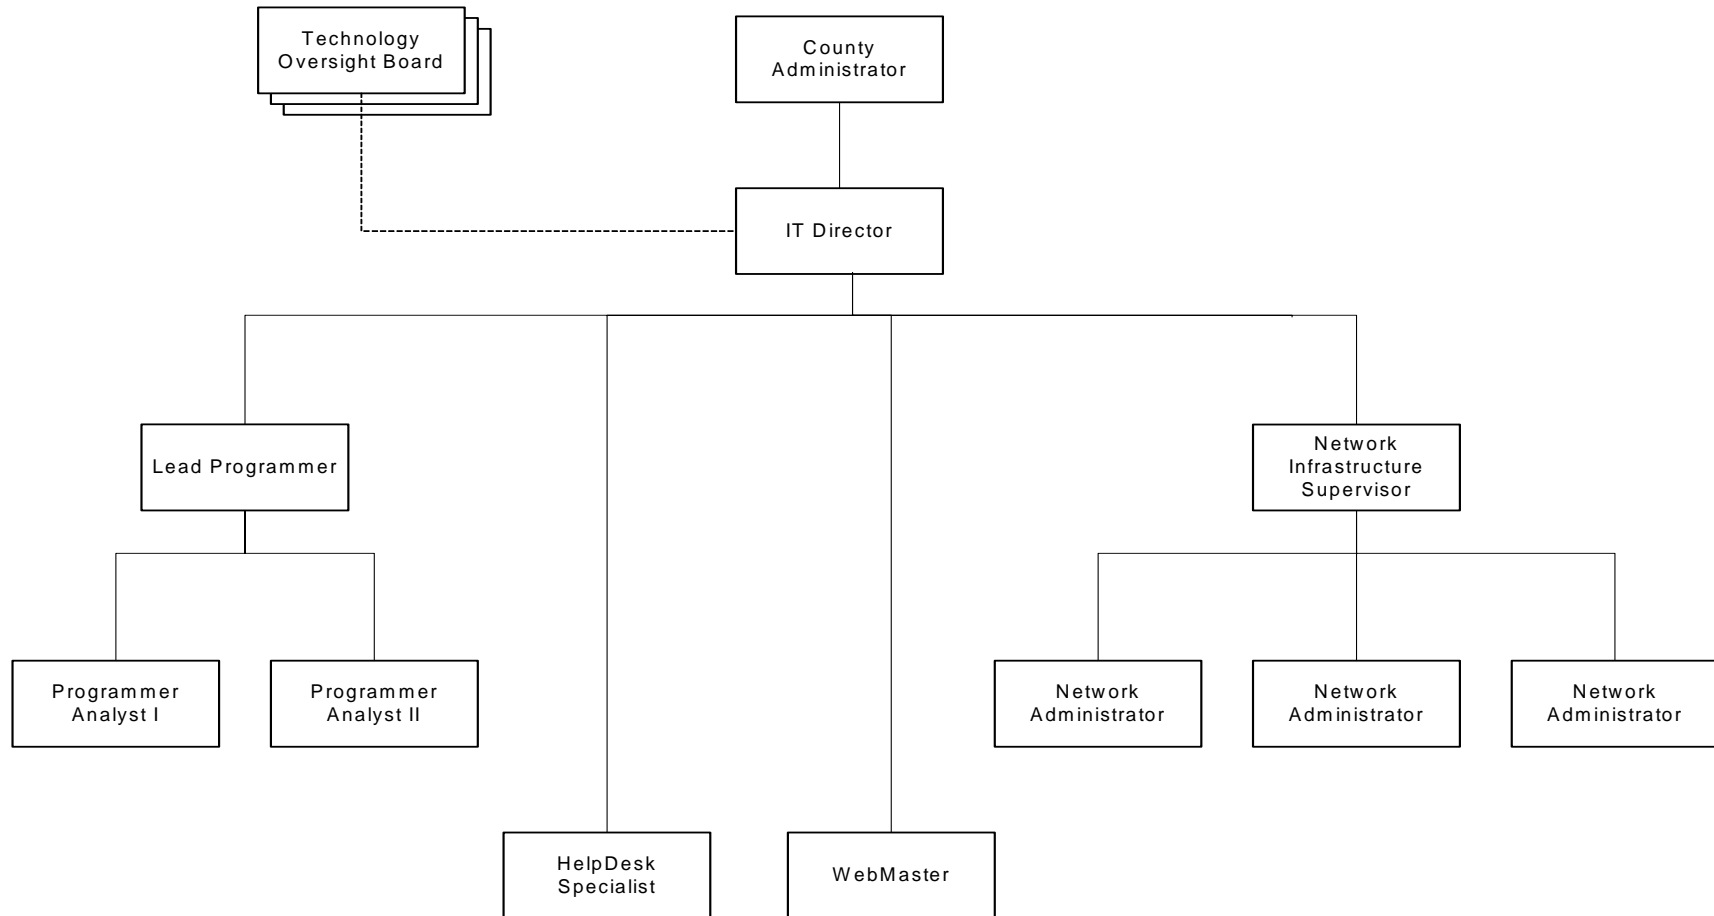 Technology
Oversight Board
County
Administrator
IT Director
Lead Programmer
Network
Infrastructure
Supervisor
Programmer
Analyst I
Programmer
Analyst II
Network
Administrator
Network
Administrator
Network
Administrator
HelpDesk
Specialist
WebMaster